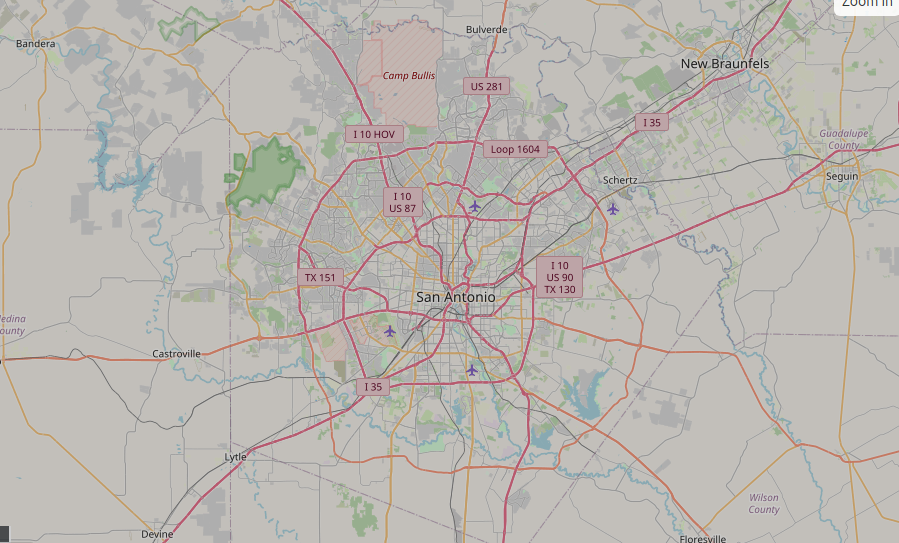 Zoom in
Bulverde
Bandera
New Braunfels
Camp Bullis
US 281
I 35
I 10 HOV
Guadalupe
County
Loop 1604
Seguin
Schertz
I 10
US 87
I 10
US 90
TX 130
TX 151
San Antonio
County
Castroville
I 35
Lytle
Wilson
County
Devine
Floresville